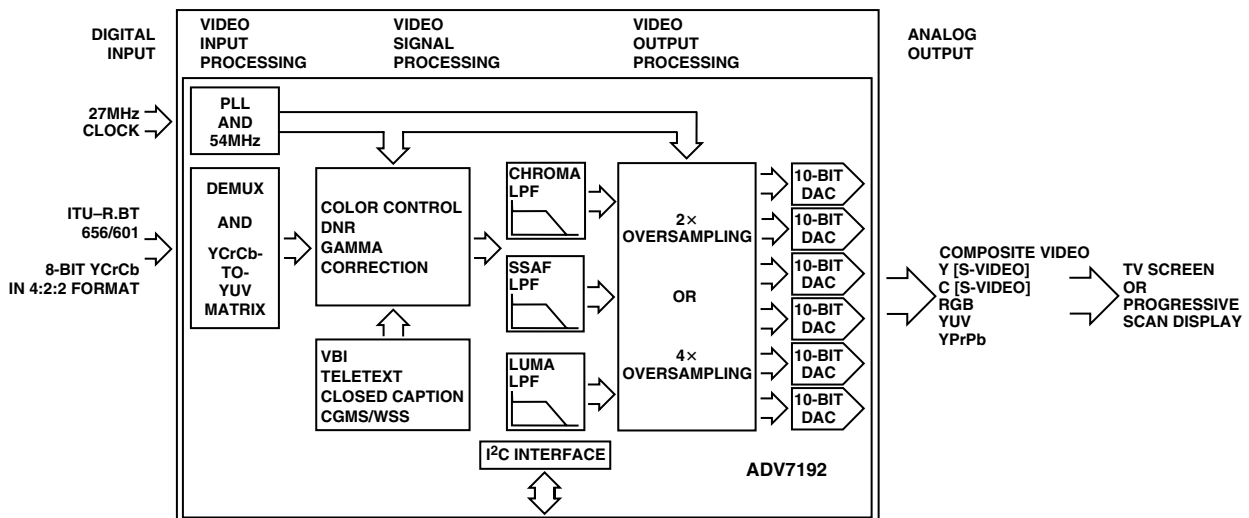 DIGITAL
INPUT
VIDEO
INPUT
PROCESSING
VIDEO
SIGNAL
PROCESSING
VIDEO
OUTPUT
PROCESSING
ANALOG
OUTPUT
27MHz
CLOCK
PLL
AND
54MHz
ITU–R.BT
656/601
8-BIT YCrCb
IN 4:2:2 FORMAT
DEMUX
AND
YCrCb-
TO-
YUV
MATRIX
COLOR CONTROL
DNR
GAMMA
CORRECTION
VBI
TELETEXT
CLOSED CAPTION
CGMS/WSS
CHROMA
LPF
SSAF
LPF
LUMA
LPF
I²C INTERFACE
2×
OVERSAMPLING
OR
4×
OVERSAMPLING
10-BIT
DAC
10-BIT
DAC
10-BIT
DAC
10-BIT
DAC
10-BIT
DAC
10-BIT
DAC
ADV7192
COMPOSITE VIDEO
Y [S-VIDEO]
C [S-VIDEO]
RGB
YUV
YPrPb
TV SCREEN
OR
PROGRESSIVE
SCAN DISPLAY